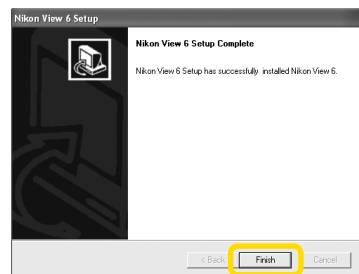 Nikon View 6 Setup
Nikon View 6 Setup Complete
Nikon View 6 Setup has successfully installed Nikon View 6.
< Back
Finish
Cancel